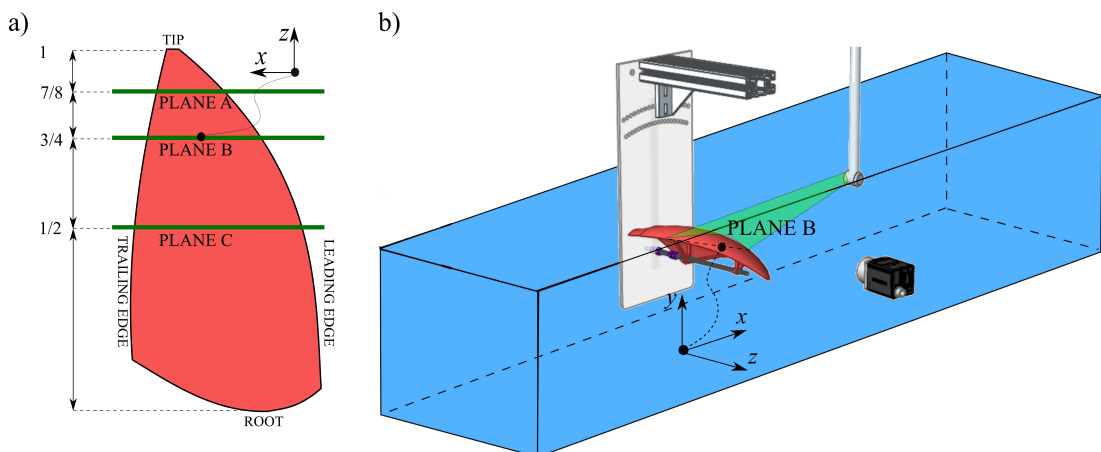 a)
TIP
1
z
x
7/8
PLANE A
3/4
PLANE B
1/2
PLANE C
TRAILING EDGE
LEADING EDGE
ROOT
b)
PLANE B
y
x
z